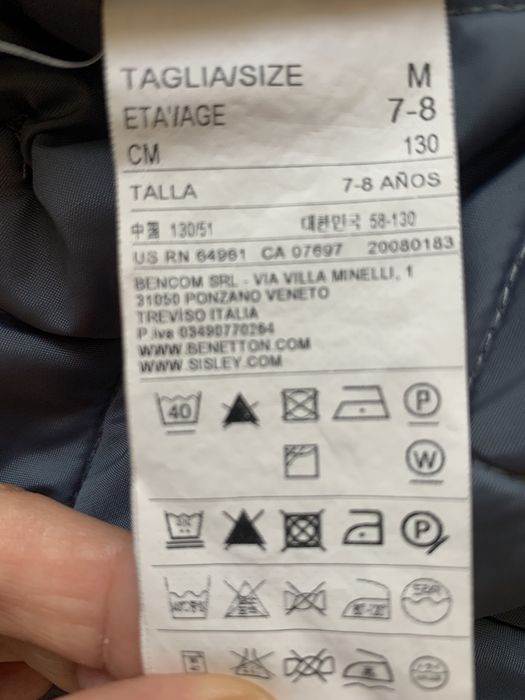 TAGLIA/SIZE M
ETA'/AGE 7-8
CM 130
TALLA 7-8 AÑOS
中国 130/51 대한민국 58-130
US RN 64961 CA 07697 20080183
BENCOM SRL - VIA VILLA MINELLI, 1
31050 PONZANO VENETO
TREVISO ITALIA
P.iva 03490770264
WWW.BENETTON.COM
WWW.SISLEY.COM
40 P
W
P